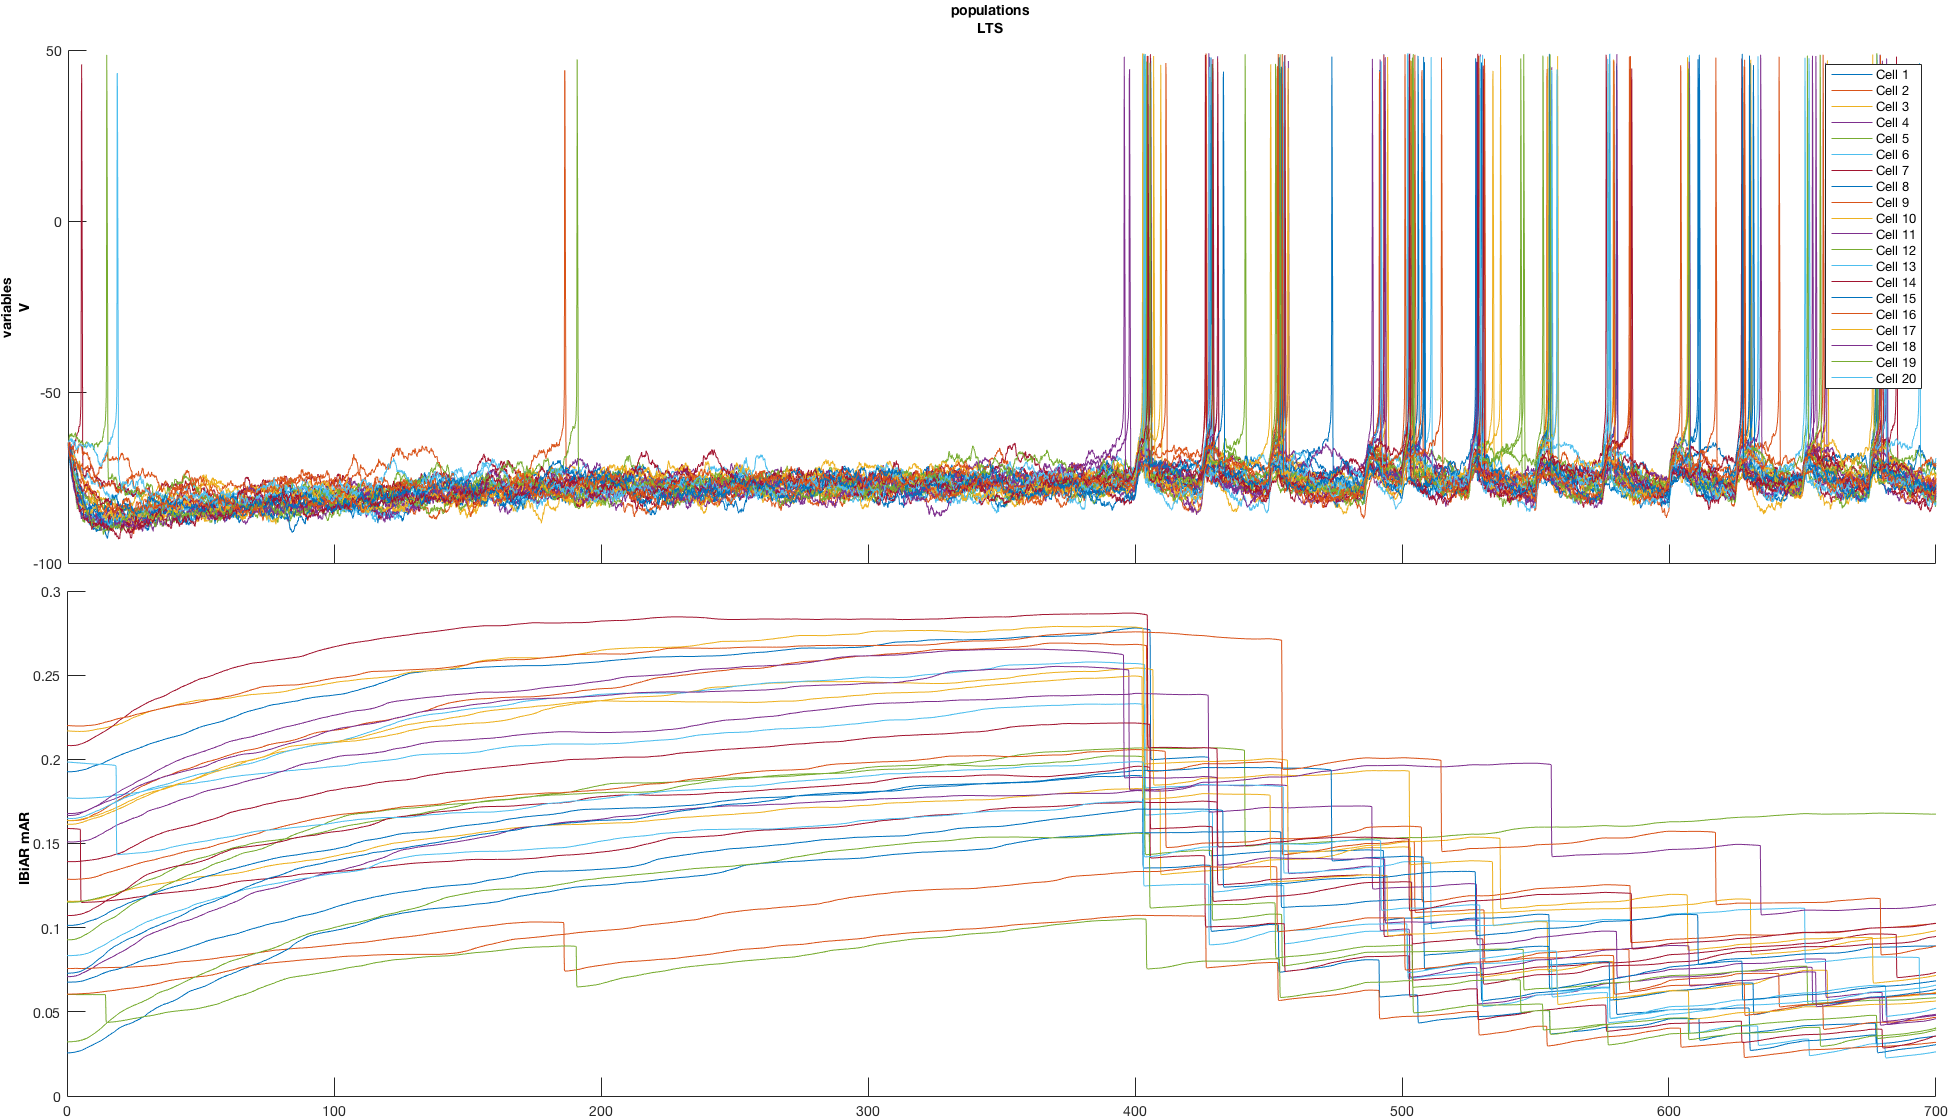 populations
LTS
variables
V
50
0
-50
-100
Cell 1
Cell 2
Cell 3
Cell 4
Cell 5
Cell 6
Cell 7
Cell 8
Cell 9
Cell 10
Cell 11
Cell 12
Cell 13
Cell 14
Cell 15
Cell 16
Cell 17
Cell 18
Cell 19
Cell 20
IBiAR mAR
0.3
0.25
0.2
0.15
0.1
0.05
0
0 100 200 300 400 500 600 700